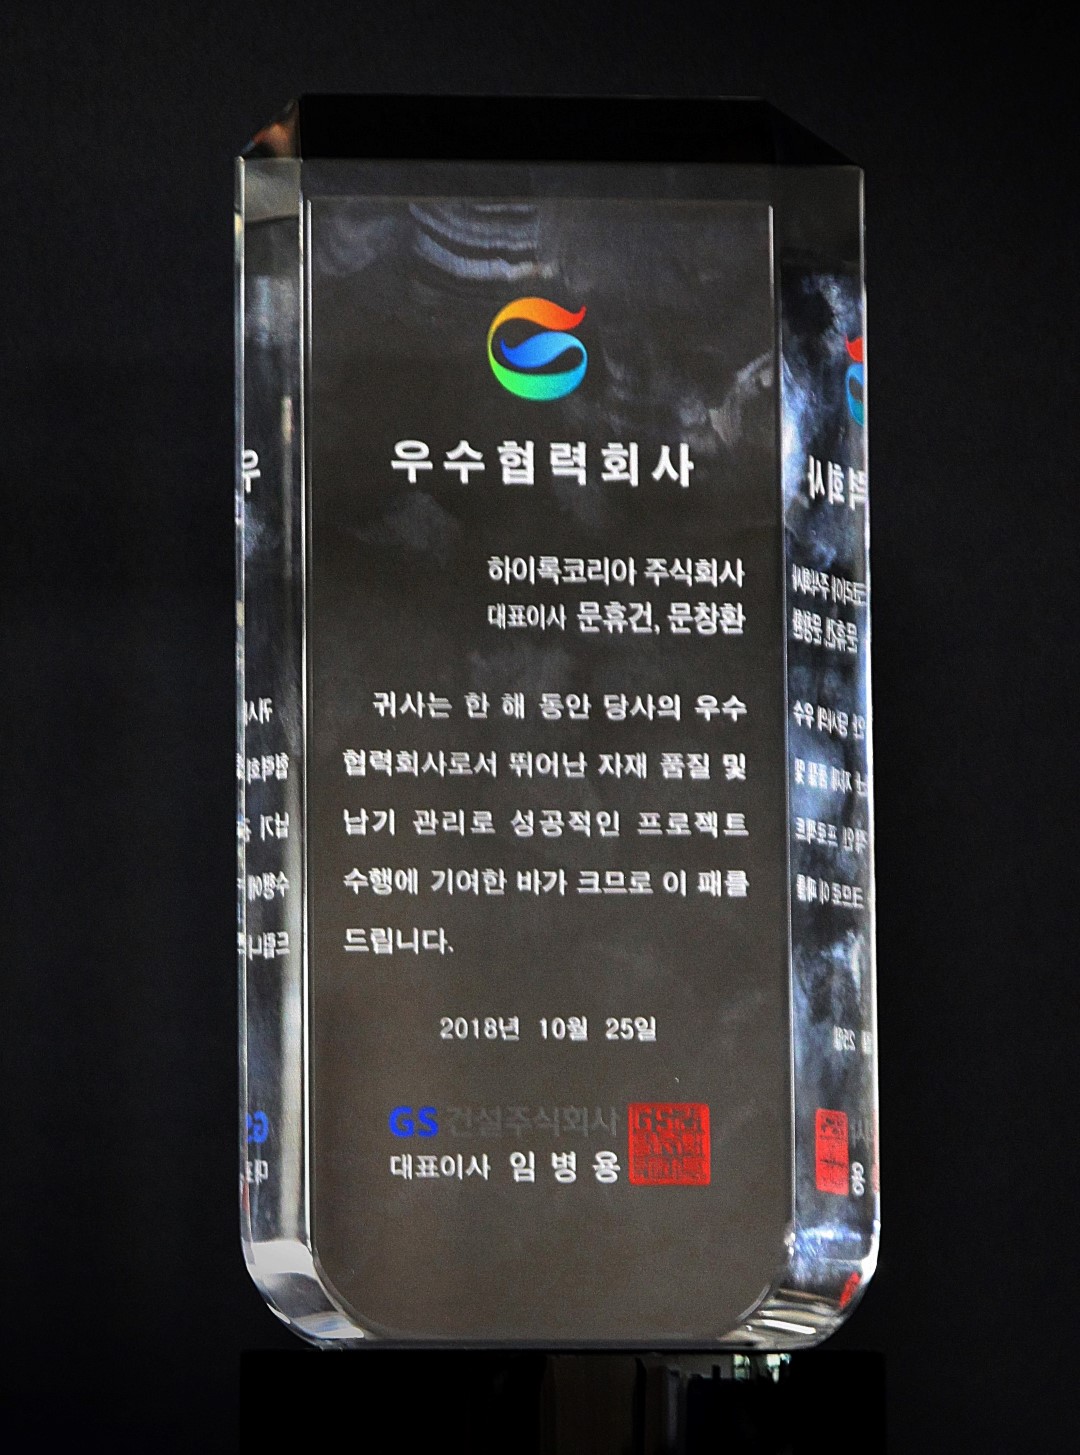 우수협력회사
하이록코리아 주식회사
대표이사 문휴건, 문창환
귀사는 한 해 동안 당사의 우수
협력회사로서 뛰어난 자재 품질 및
납기 관리로 성공적인 프로젝트
수행에 기여한 바가 크므로 이 패를
드립니다.
2018년 10월 25일
GS건설주식회사
대표이사 임병용